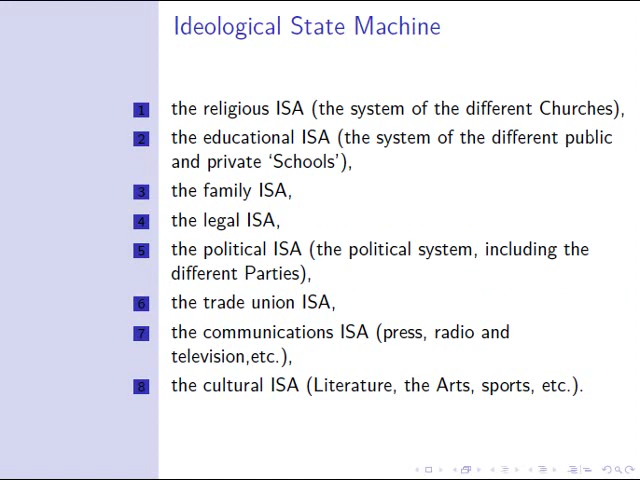 Ideological State Machine
1 the religious ISA (the system of the different Churches),
2 the educational ISA (the system of the different public
and private ‘Schools’),
3 the family ISA,
4 the legal ISA,
5 the political ISA (the political system, including the
different Parties),
6 the trade union ISA,
7 the communications ISA (press, radio and
television,etc.),
8 the cultural ISA (Literature, the Arts, sports, etc.).